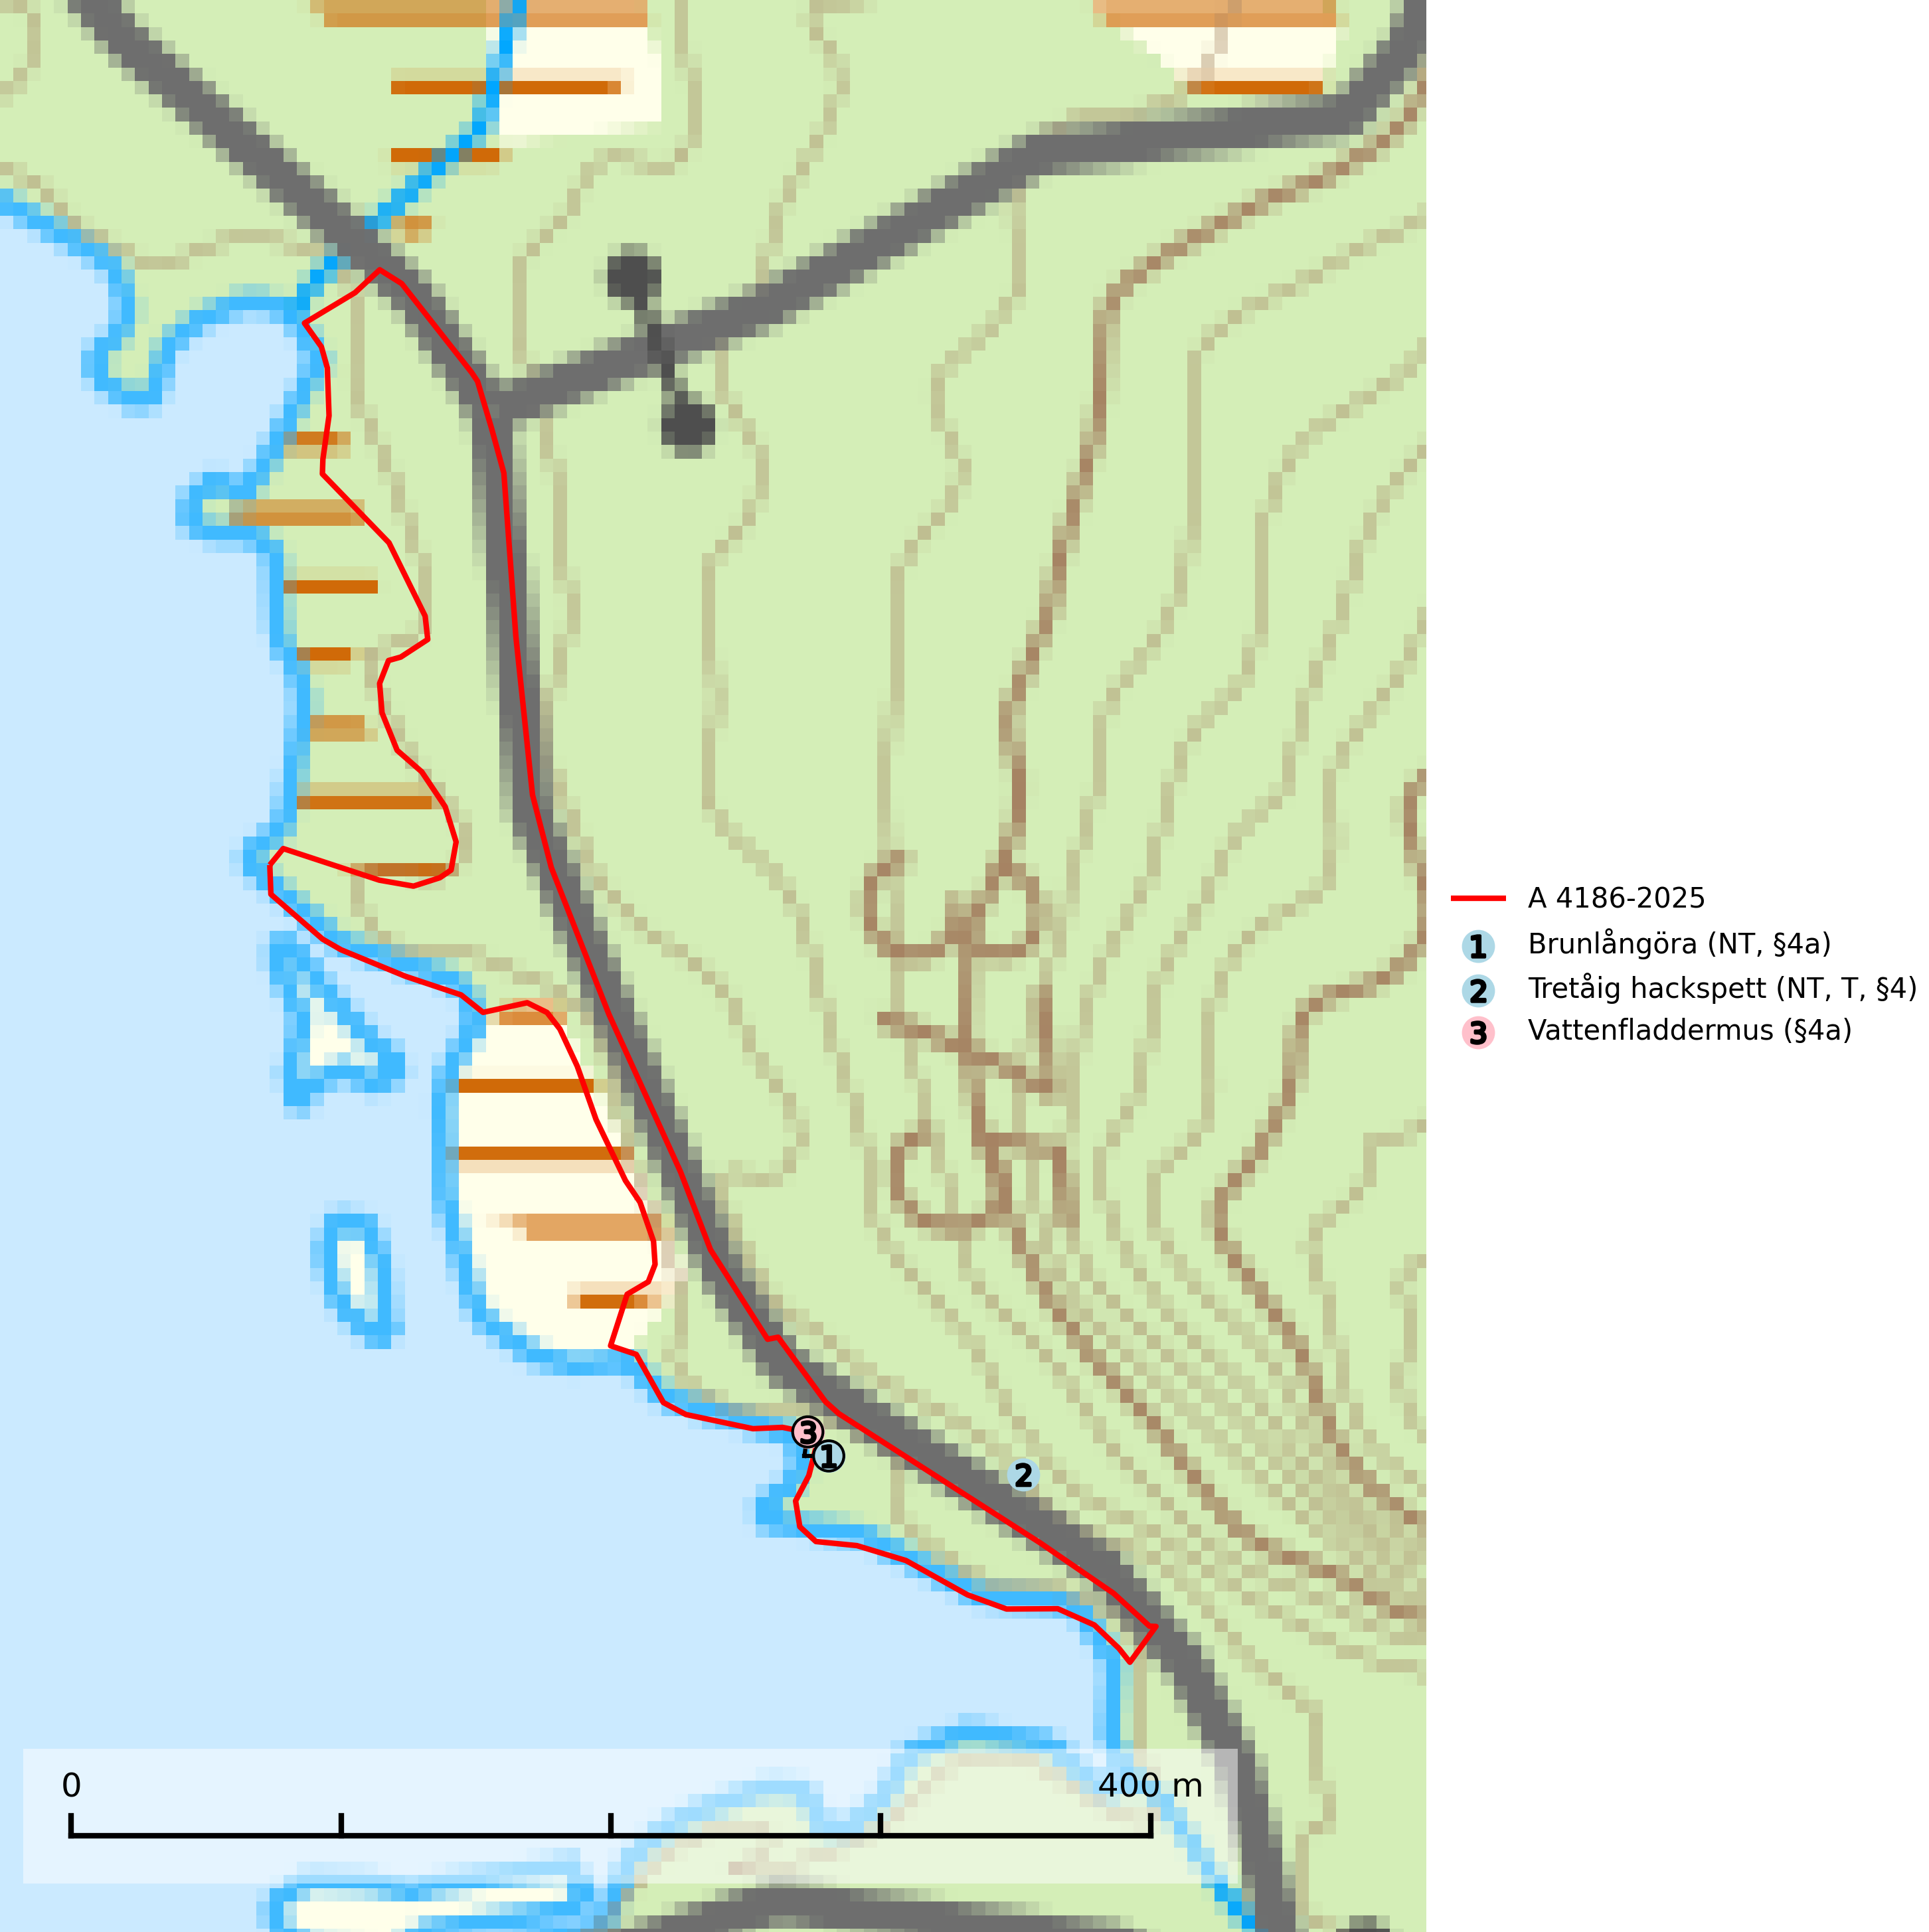 A 4186-2025
1 Brunlångöra (NT, §4a)
2 Tretåig hackspett (NT, T, §4)
3 Vattenfladdermus (§4a)
3
1
2
0 400 m